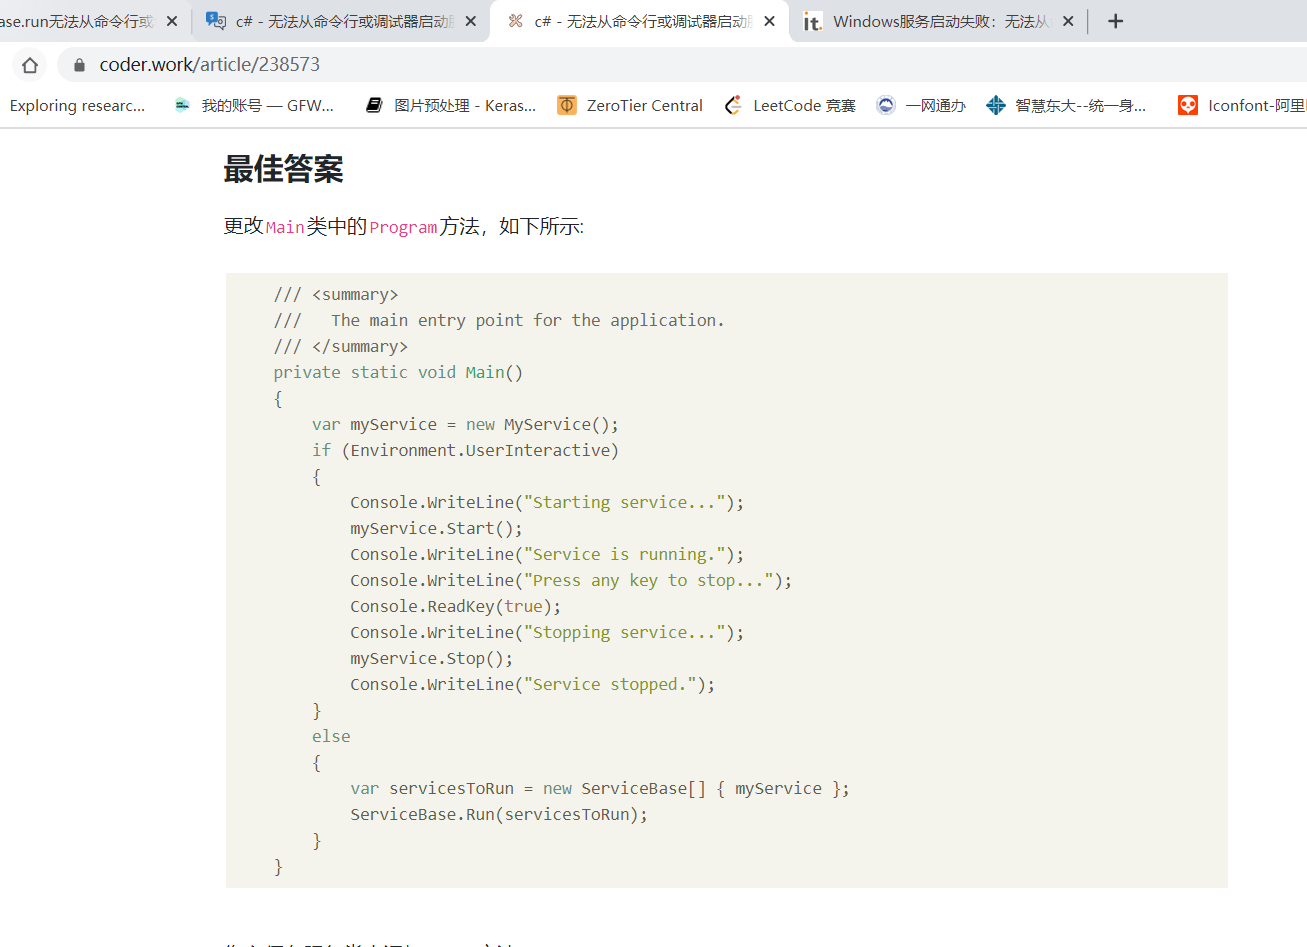 ase.run无法从命令行或
c# - 无法从命令行或调试器启动
c# - 无法从命令行或调试器启动
Windows服务启动失败：无法从
coder.work/article/238573
Exploring researc... 我的账号 — GFW... 图片预处理 - Keras... ZeroTier Central LeetCode 竞赛 一网通办 智慧东大--统一身... Iconfont-阿里
最佳答案
更改Main类中的Program方法，如下所示:
/// <summary>
///   The main entry point for the application.
/// </summary>
private static void Main()
{
    var myService = new MyService();
    if (Environment.UserInteractive)
    {
        Console.WriteLine("Starting service...");
        myService.Start();
        Console.WriteLine("Service is running.");
        Console.WriteLine("Press any key to stop...");
        Console.ReadKey(true);
        Console.WriteLine("Stopping service...");
        myService.Stop();
        Console.WriteLine("Service stopped.");
    }
    else
    {
        var servicesToRun = new ServiceBase[] { myService };
        ServiceBase.Run(servicesToRun);
    }
}